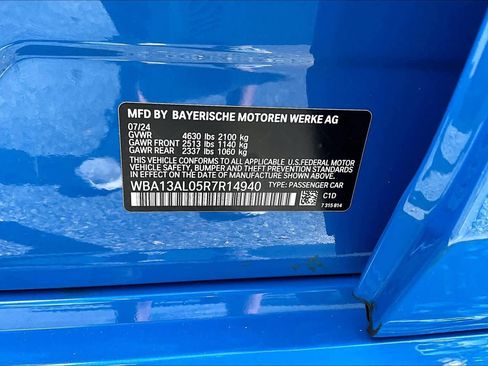 MFD BY BAYERISCHE MOTOREN WERKE AG
07/24
GVWR 4630 lbs 2100 kg
GAWR FRONT 2513 lbs 1140 kg
GAWR REAR 2337 lbs 1060 kg
THIS VEHICLE CONFORMS TO ALL APPLICABLE U.S.FEDERAL MOTOR
VEHICLE SAFETY, BUMPER, AND THEFT PREVENTION STANDARDS
IN EFFECT ON THE DATE OF MANUFACTURE SHOWN ABOVE.
WBA13AL05R7R14940 TYPE: PASSENGER CAR
C1D
7 315 814